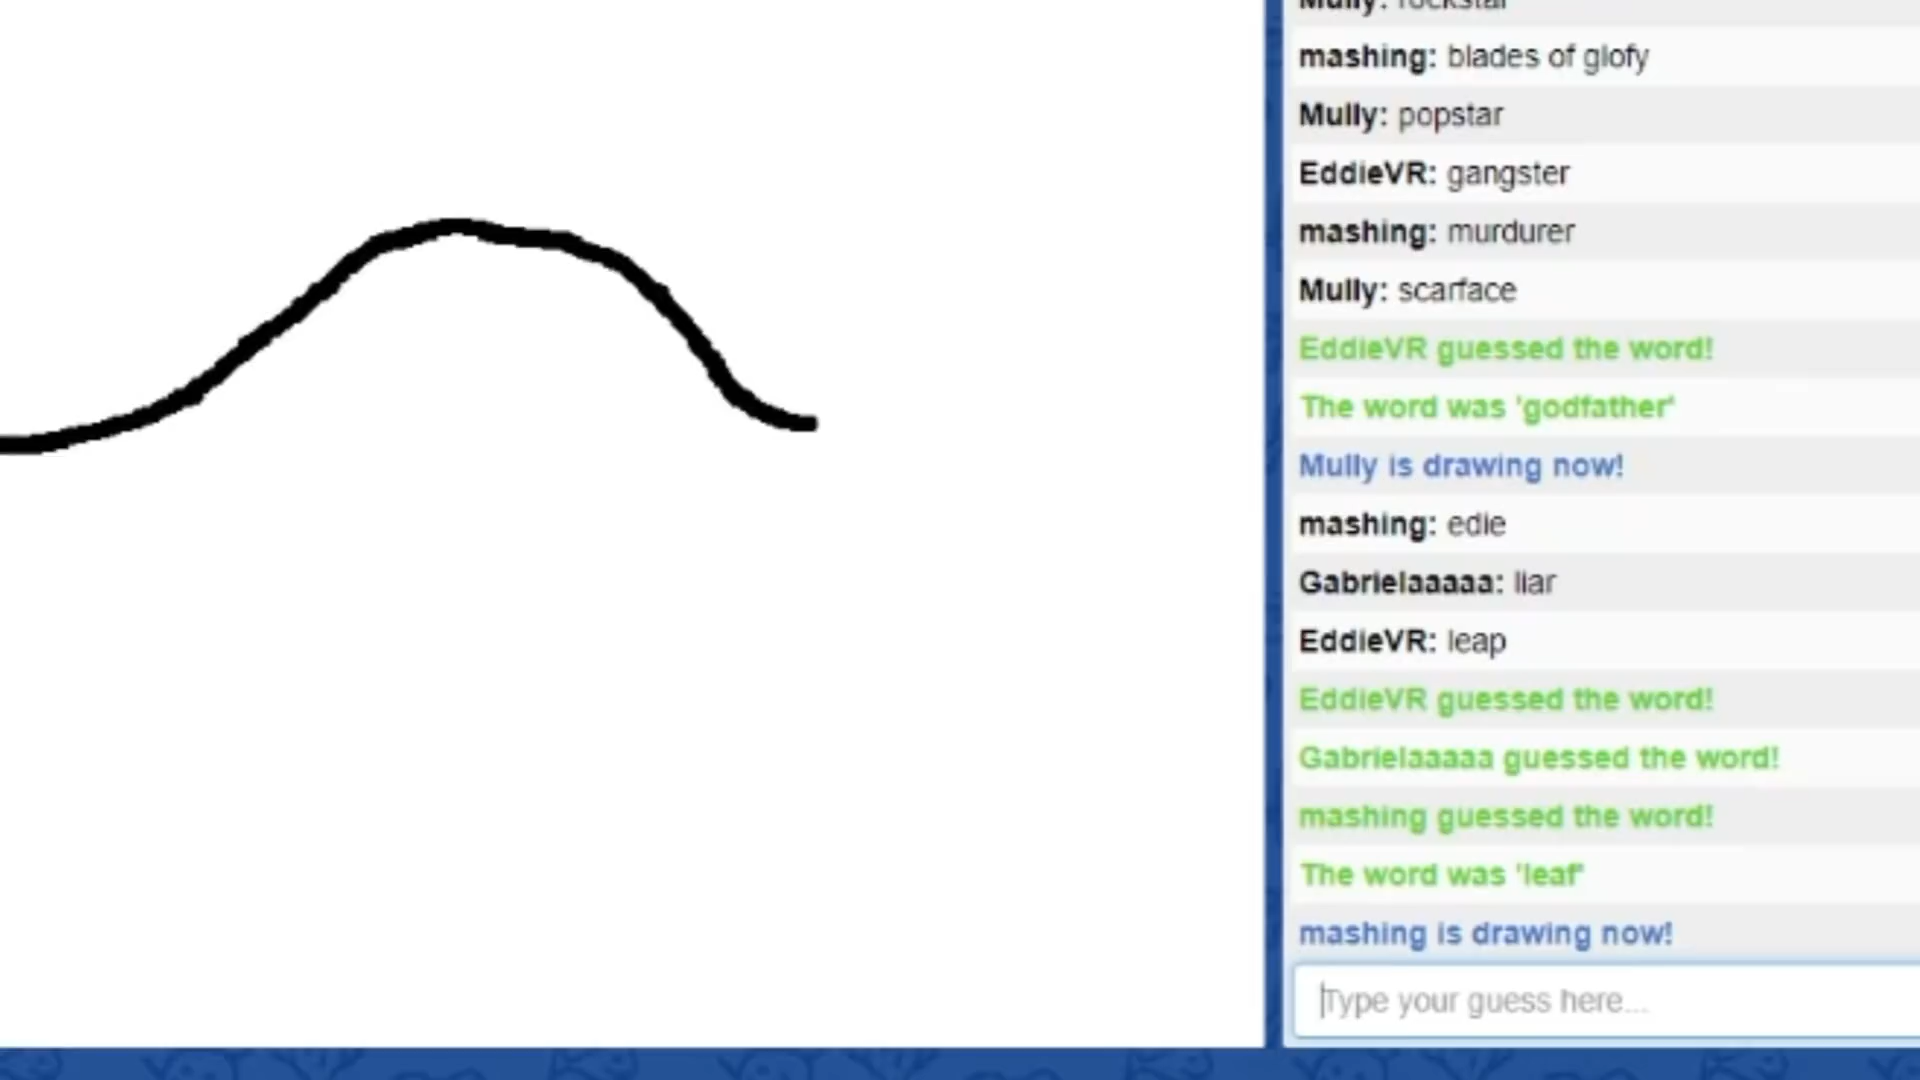 Mully: rockstar
mashing: blades of glofy
Mully: popstar
EddieVR: gangster
mashing: murdurer
Mully: scarface
EddieVR guessed the word!
The word was 'godfather'
Mully is drawing now!
mashing: edie
Gabrielaaaaa: liar
EddieVR: leap
EddieVR guessed the word!
Gabrielaaaaa guessed the word!
mashing guessed the word!
The word was 'leaf'
mashing is drawing now!
Type your guess here...